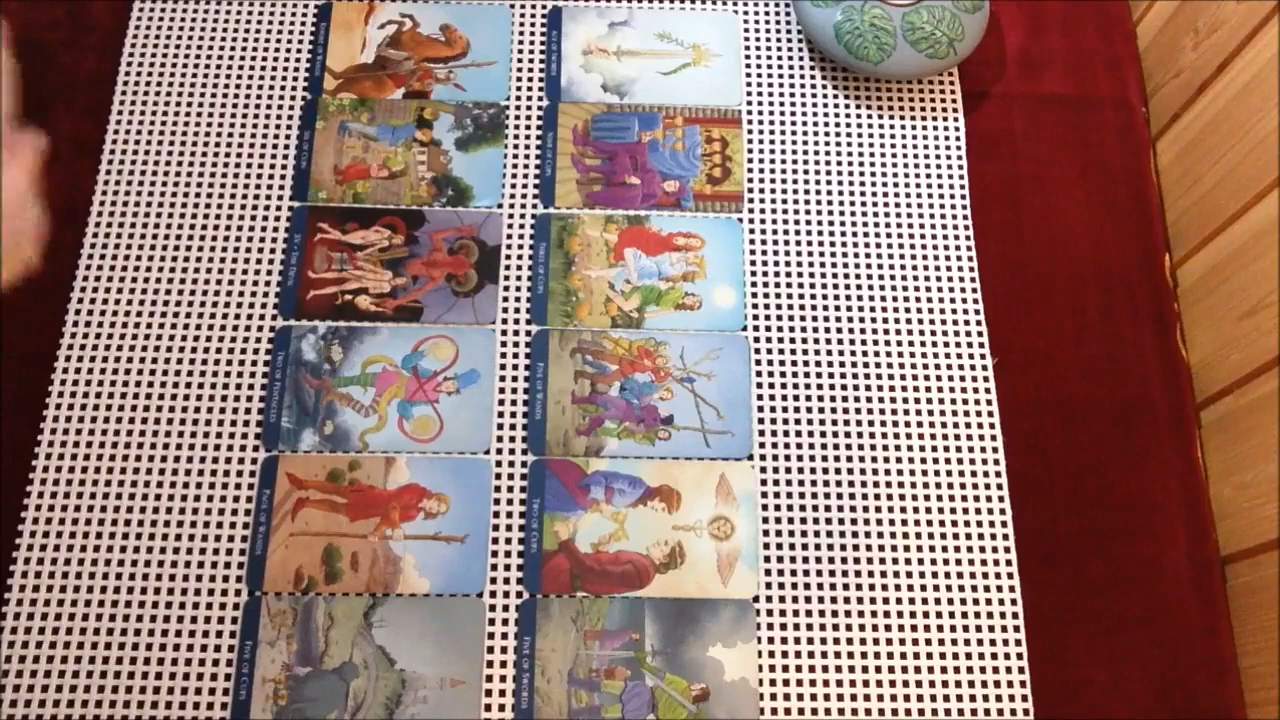 KNIGHT OF WANDS
SIX OF CUPS
XV • THE DEVIL
TWO OF PENTACLES
PAGE OF WANDS
FIVE OF CUPS
ACE OF SWORDS
NINE OF CUPS
THREE OF CUPS
FIVE OF WANDS
TWO OF CUPS
FIVE OF SWORDS